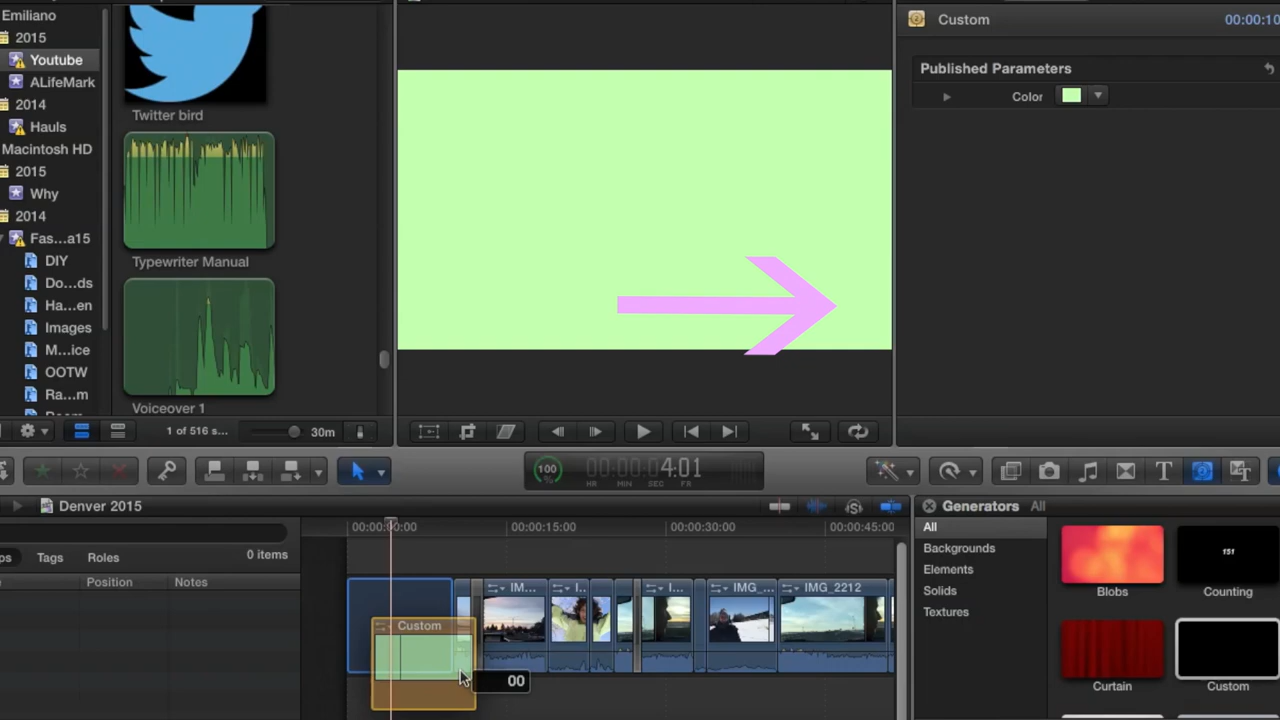 Emiliano
2015
Youtube
ALifeMark
2014
Hauls
Macintosh HD
2015
Why
2014
Fas...a15
DIY
Do...ds
Ha...en
Images
M...ice
OOTW
Ra...m
Twitter bird
Typewriter Manual
Voiceover 1
1 of 516 s...
30m
Custom
00:00:10
Published Parameters
Color
100
%
00:00:04:01
HR MIN SEC FR
Denver 2015
Tags
Roles
0 items
Position
Notes
00:00:00:00
00:00:15:00
00:00:30:00
00:00:45:00
IM...
I...
I...
IMG_...
IMG_2212
Custom
00
Generators
All
All
Backgrounds
Elements
Solids
Textures
Blobs
151
Counting
Curtain
Custom